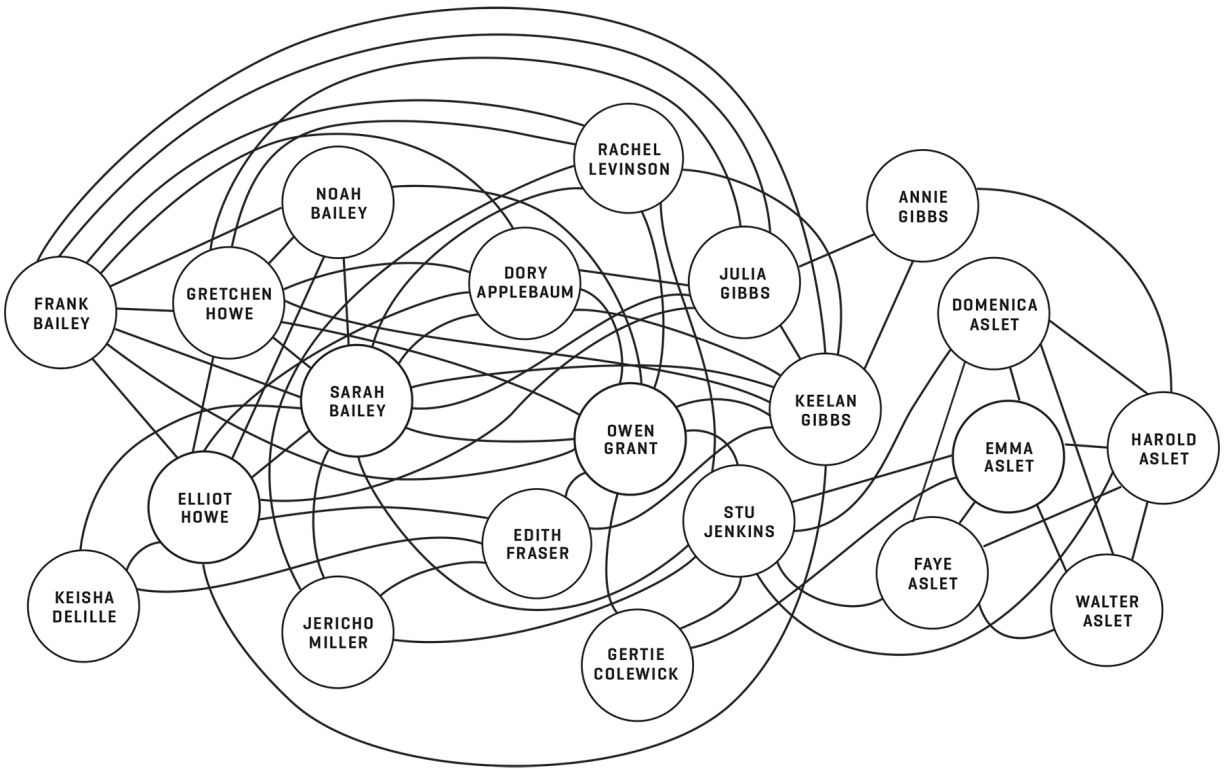 RACHEL
LEVINSON
NOAH
BAILEY
ANNIE
GIBBS
DORY
APPLEBAUM
JULIA
GIBBS
GRETCHEN
HOWE
FRANK
BAILEY
DOMENICA
ASLET
SARAH
BAILEY
KEELAN
GIBBS
OWEN
GRANT
EMMA
ASLET
HAROLD
ASLET
ELLIOT
HOWE
STU
JENKINS
EDITH
FRASER
FAYE
ASLET
KEISHA
DELILLE
WALTER
ASLET
JERICHO
MILLER
GERTIE
COLEWICK